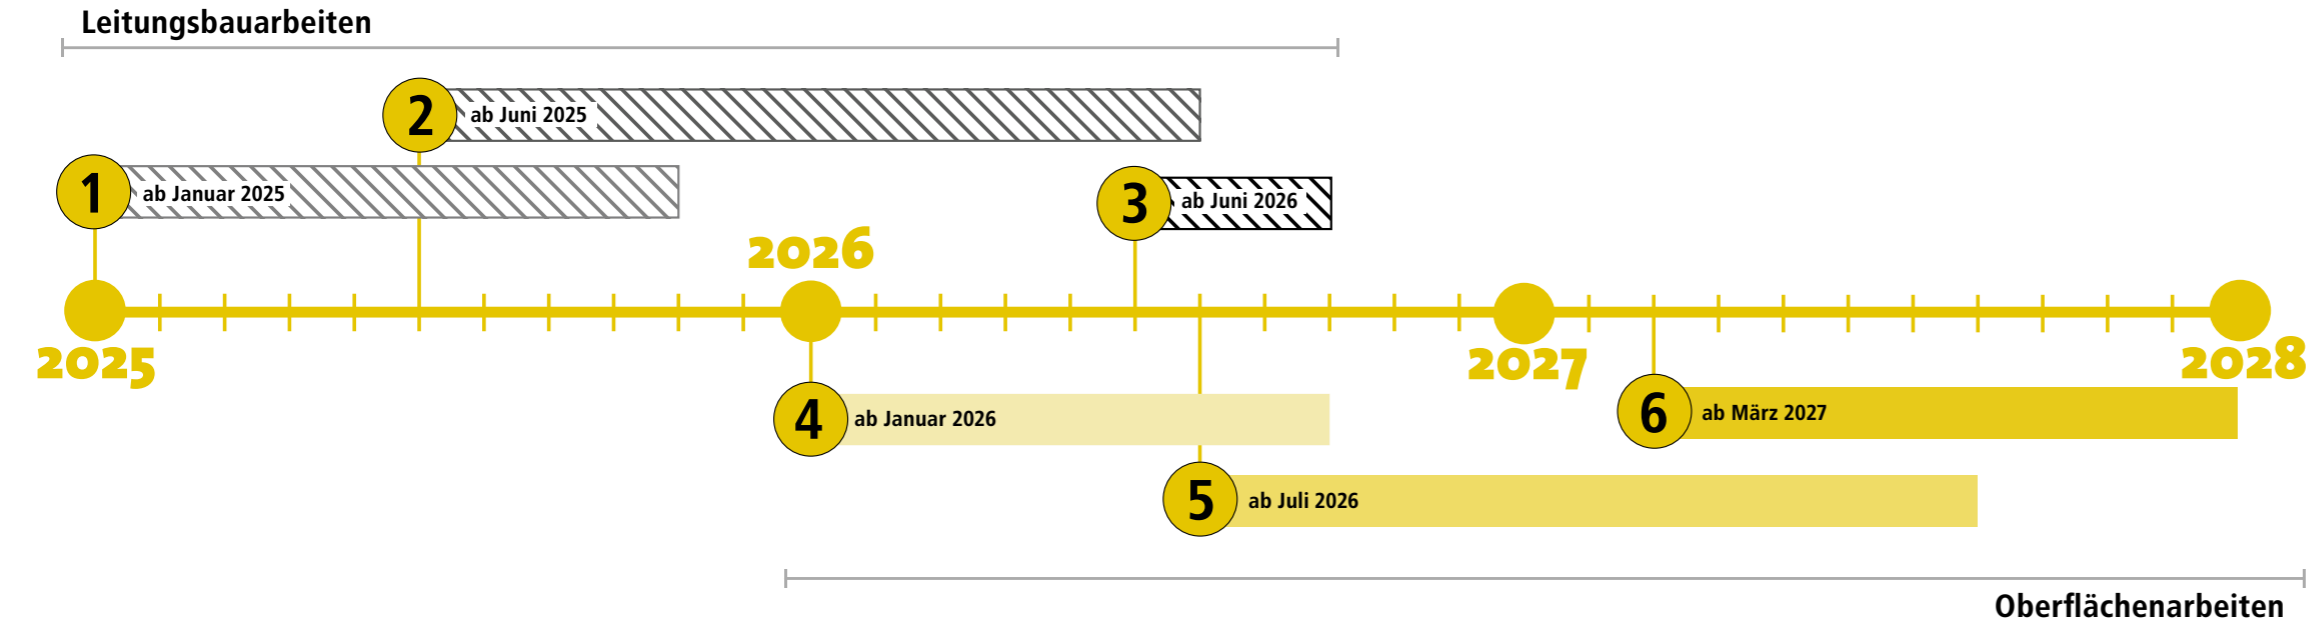 Leitungsbauarbeiten
2 ab Juni 2025
1 ab Januar 2025
3 ab Juni 2026
2026
2025
2027
2028
4 ab Januar 2026
6 ab März 2027
5 ab Juli 2026
Oberflächenarbeiten